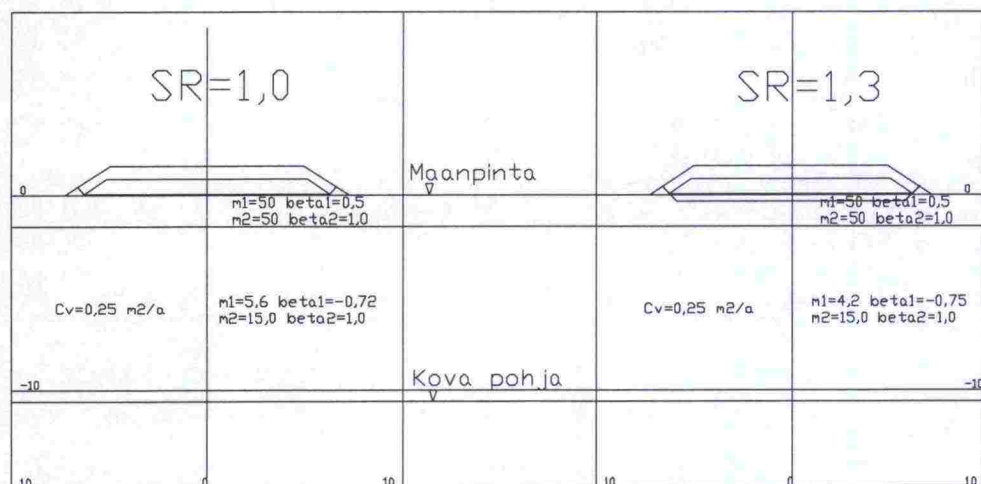 SR=1,0
SR=1,3
Maanpinta
0
0
m1=50 beta1=0,5
m2=50 beta2=1,0
m1=50 beta1=0,5
m2=50 beta2=1,0
Cv=0,25 m2/a
m1=5,6 beta1=-0,72
m2=15,0 beta2=1,0
Cv=0,25 m2/a
m1=4,2 beta1=-0,75
m2=15,0 beta2=1,0
Kova pohja
-10
-10
10
0
10
10
0
10